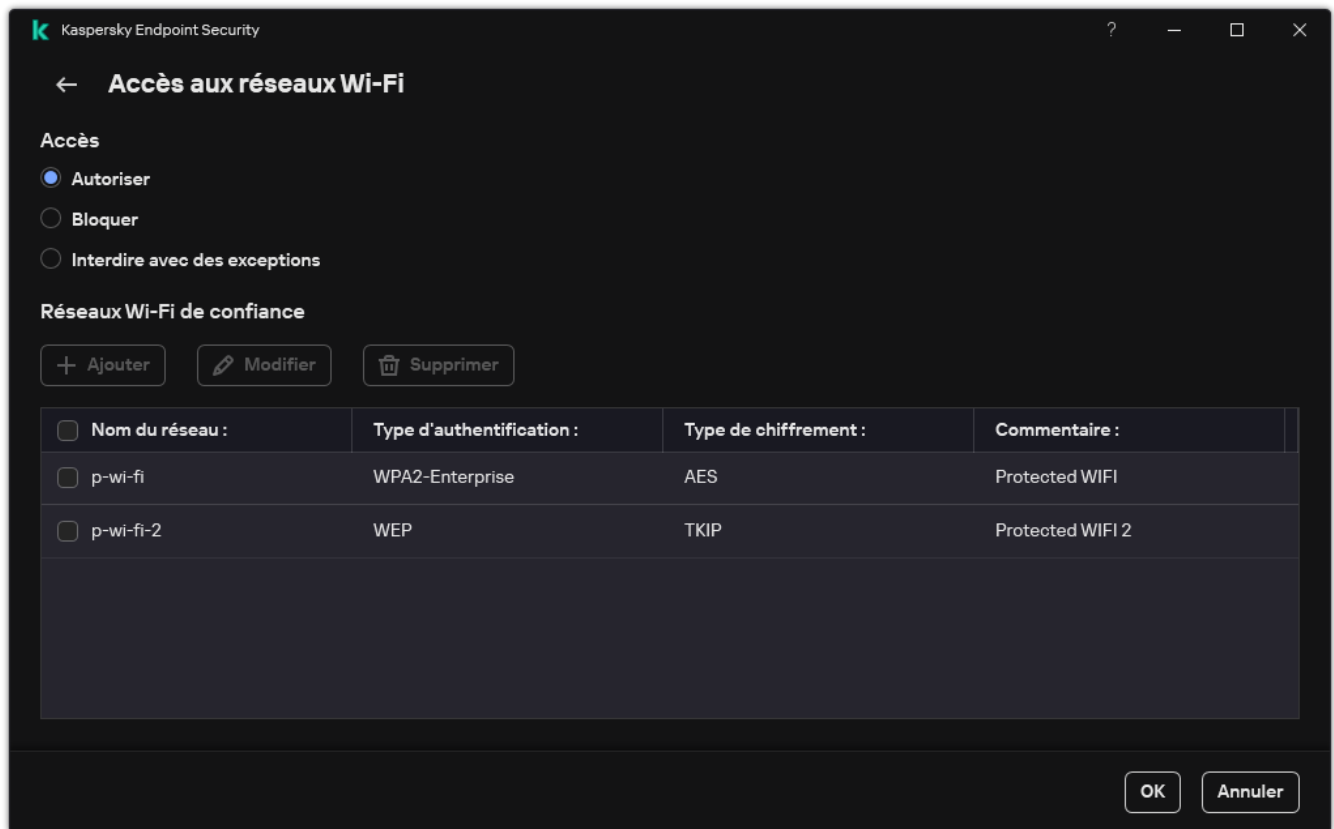 Kaspersky Endpoint Security ?
Accès aux réseaux Wi-Fi
Accès
Autoriser
Bloquer
Interdire avec des exceptions
Réseaux Wi-Fi de confiance
Ajouter Modifier Supprimer
Nom du réseau : Type d'authentification : Type de chiffrement : Commentaire :
p-wi-fi WPA2-Enterprise AES Protected WIFI
p-wi-fi-2 WEP TKIP Protected WIFI 2
OK Annuler